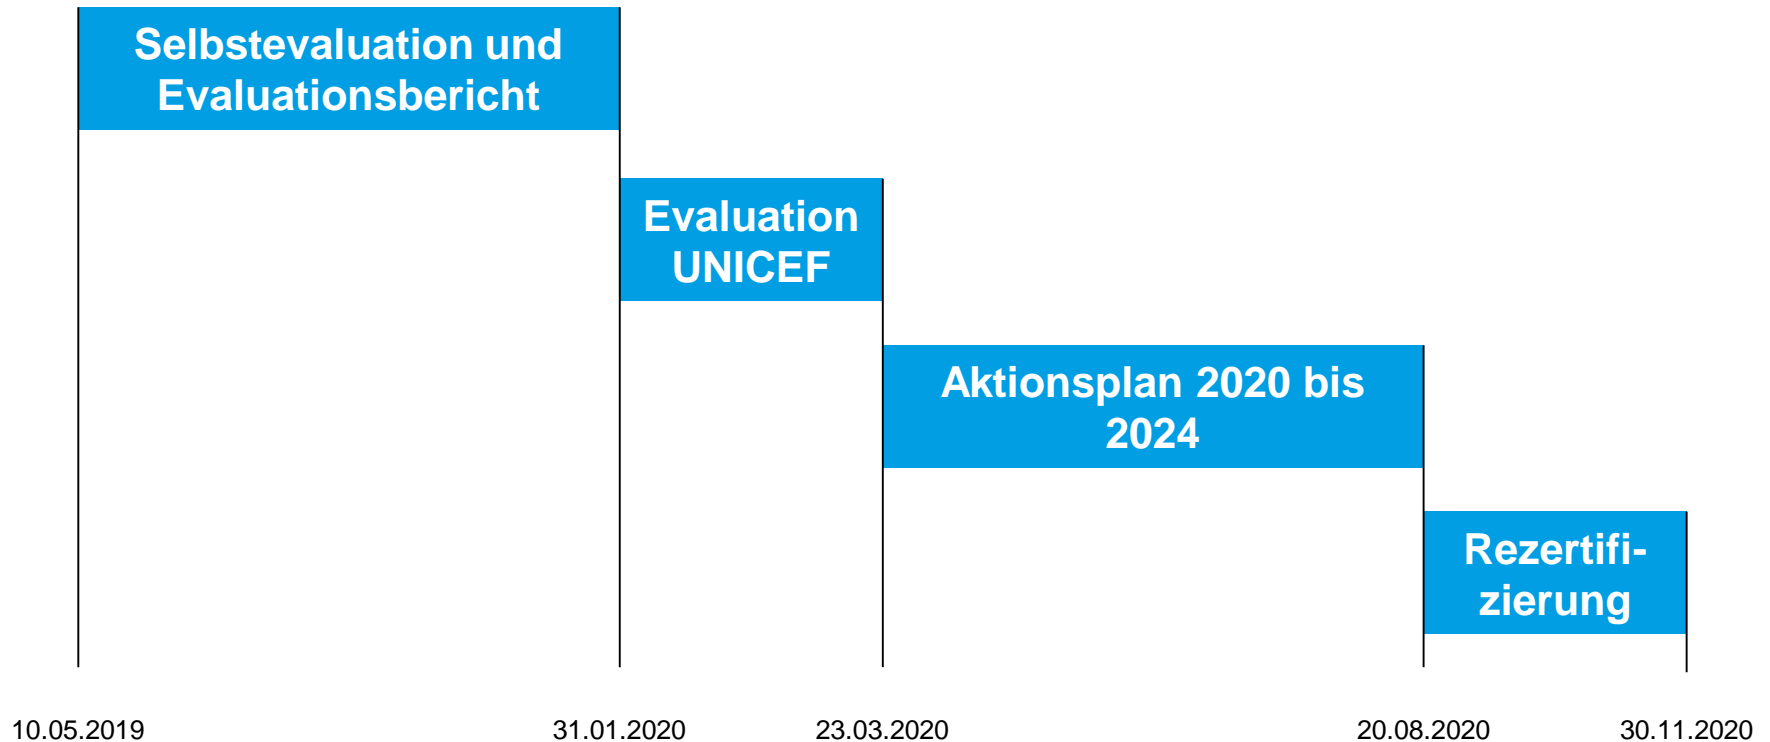 Selbstevaluation und
Evaluationsbericht
Evaluation
UNICEF
Aktionsplan 2020 bis
2024
Rezertifi-
zierung
10.05.2019
31.01.2020
23.03.2020
20.08.2020
30.11.2020